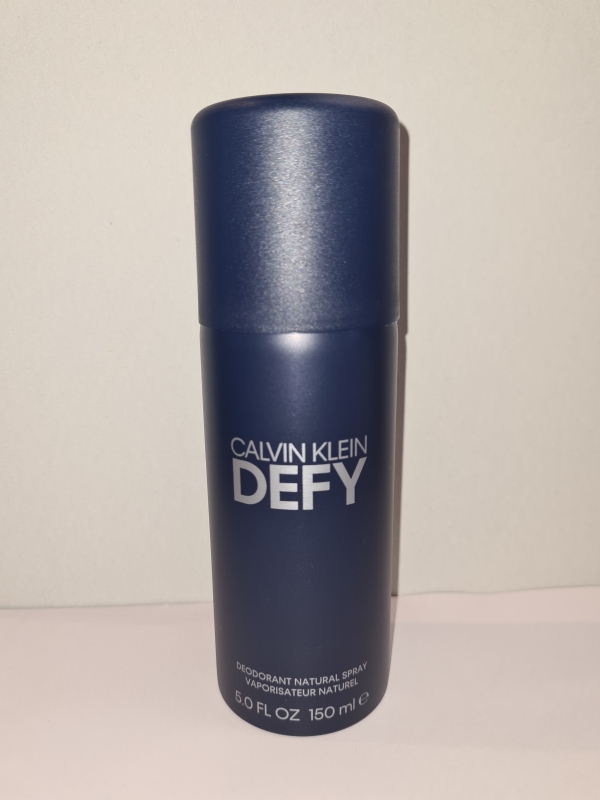 CALVIN KLEIN
DEFY
DEODORANT NATURAL SPRAY
VAPORISATEUR NATUREL
5.0 FL OZ 150 ml ℮